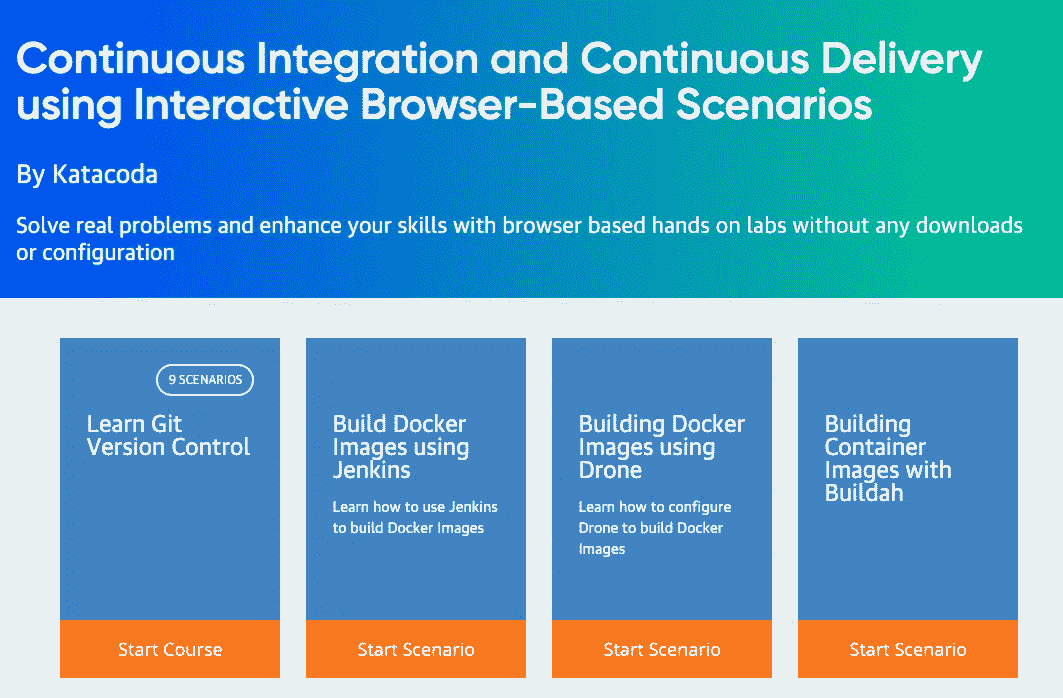 Continuous Integration and Continuous Delivery
using Interactive Browser-Based Scenarios
By Katacoda
Solve real problems and enhance your skills with browser based hands on labs without any downloads
or configuration
9 SCENARIOS
Learn Git
Version Control
Start Course
Build Docker
Images using
Jenkins
Learn how to use Jenkins
to build Docker Images
Start Scenario
Building Docker
Images using
Drone
Learn how to configure
Drone to build Docker
Images
Start Scenario
Building
Container
Images with
Buildah
Start Scenario